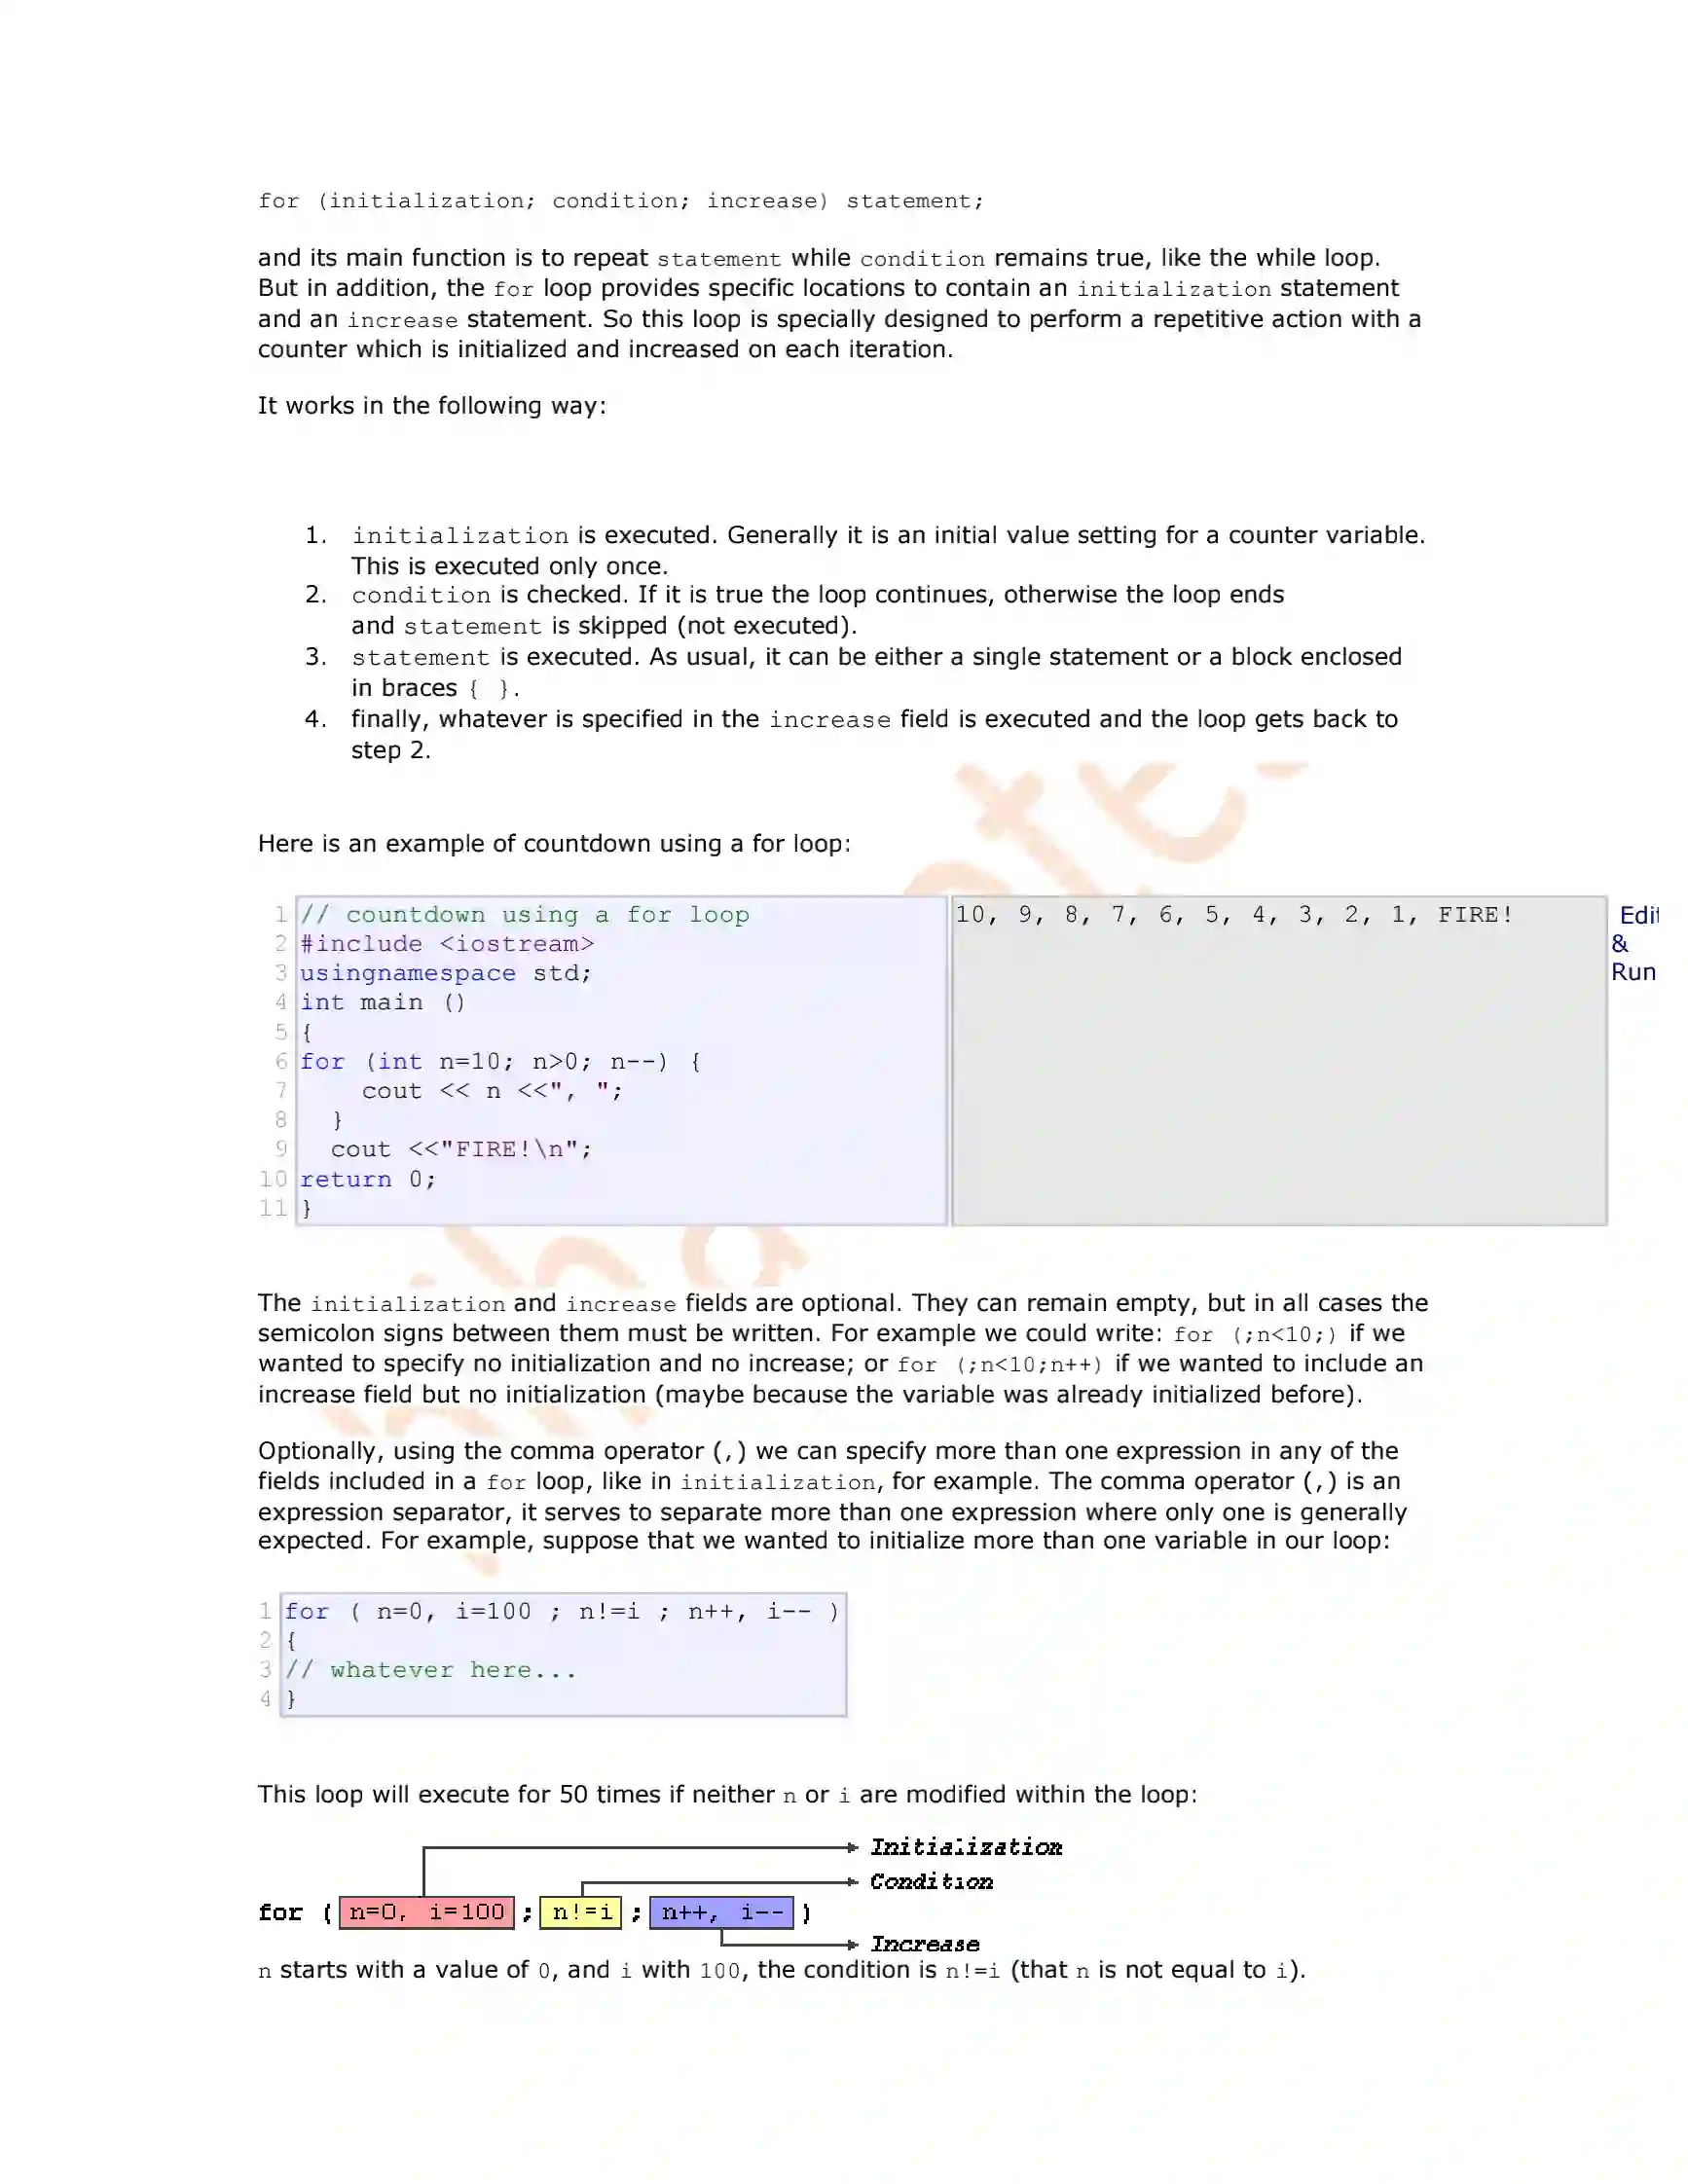 for (initialization; condition; increase) statement;
and its main function is to repeat statement while condition remains true, like the while loop.
But in addition, the for loop provides specific locations to contain an initialization statement
and an increase statement. So this loop is specially designed to perform a repetitive action with a
counter which is initialized and increased on each iteration.
It works in the following way:
1. initialization is executed. Generally it is an initial value setting for a counter variable.
This is executed only once.
2. condition is checked. If it is true the loop continues, otherwise the loop ends
and statement is skipped (not executed).
3. statement is executed. As usual, it can be either a single statement or a block enclosed
in braces { }.
4. finally, whatever is specified in the increase field is executed and the loop gets back to
step 2.
Here is an example of countdown using a for loop:
1 // countdown using a for loop
2 #include <iostream>
3 usingnamespace std;
4 int main ()
5 {
6 for (int n=10; n>0; n--) {
7 cout << n <<", ";
8 }
9 cout <<"FIRE!\n";
10 return 0;
11 }
10, 9, 8, 7, 6, 5, 4, 3, 2, 1, FIRE!
Edit
&
Run
The initialization and increase fields are optional. They can remain empty, but in all cases the
semicolon signs between them must be written. For example we could write: for (;n<10;) if we
wanted to specify no initialization and no increase; or for (;n<10;n++) if we wanted to include an
increase field but no initialization (maybe because the variable was already initialized before).
Optionally, using the comma operator (,) we can specify more than one expression in any of the
fields included in a for loop, like in initialization, for example. The comma operator (,) is an
expression separator, it serves to separate more than one expression where only one is generally
expected. For example, suppose that we wanted to initialize more than one variable in our loop:
1 for ( n=0, i=100 ; n!=i ; n++, i-- )
2 {
3 // whatever here...
4 }
This loop will execute for 50 times if neither n or i are modified within the loop:
Initialization
Condition
for ( n=0, i=100 ; n!=i ; n++, i-- )
Increase
n starts with a value of 0, and i with 100, the condition is n!=i (that n is not equal to i).